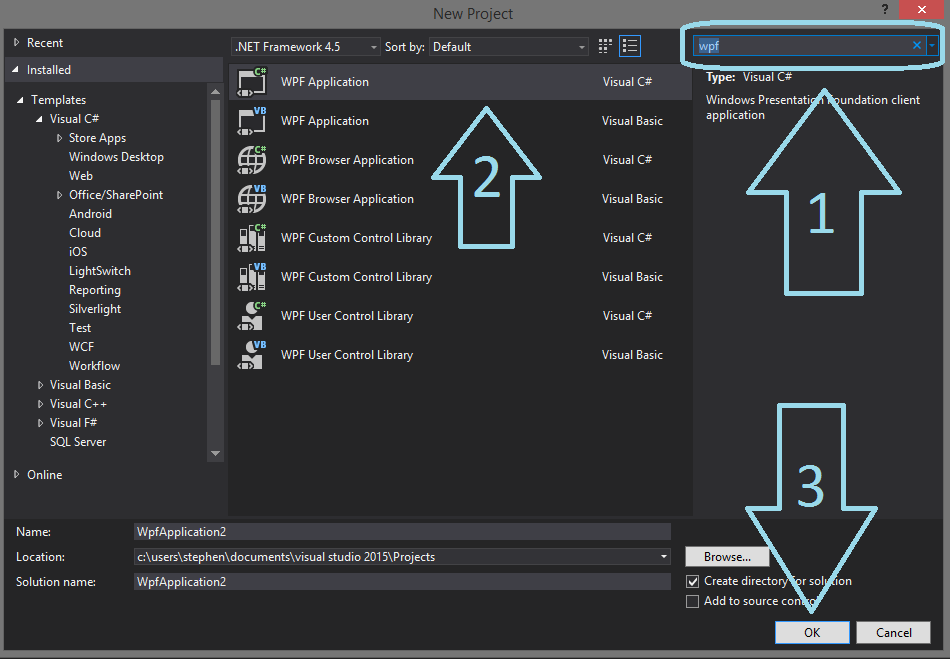 New Project
?
Recent
Installed
Templates
Visual C#
Store Apps
Windows Desktop
Web
Office/SharePoint
Android
Cloud
iOS
LightSwitch
Reporting
Silverlight
Test
WCF
Workflow
Visual Basic
Visual C++
Visual F#
SQL Server
Online
.NET Framework 4.5 Sort by: Default
C# WPF Application Visual C#
VB WPF Application Visual Basic
C# WPF Browser Application Visual C#
VB WPF Browser Application Visual Basic
C# WPF Custom Control Library Visual C#
VB WPF Custom Control Library Visual Basic
C# WPF User Control Library Visual C#
VB WPF User Control Library Visual Basic
2
wpf
Type: Visual C#
Windows Presentation Foundation client
application
1
3
Name: WpfApplication2
Location: c:\users\stephen\documents\visual studio 2015\Projects Browse...
Solution name: WpfApplication2 Create directory for solution
Add to source control
OK Cancel